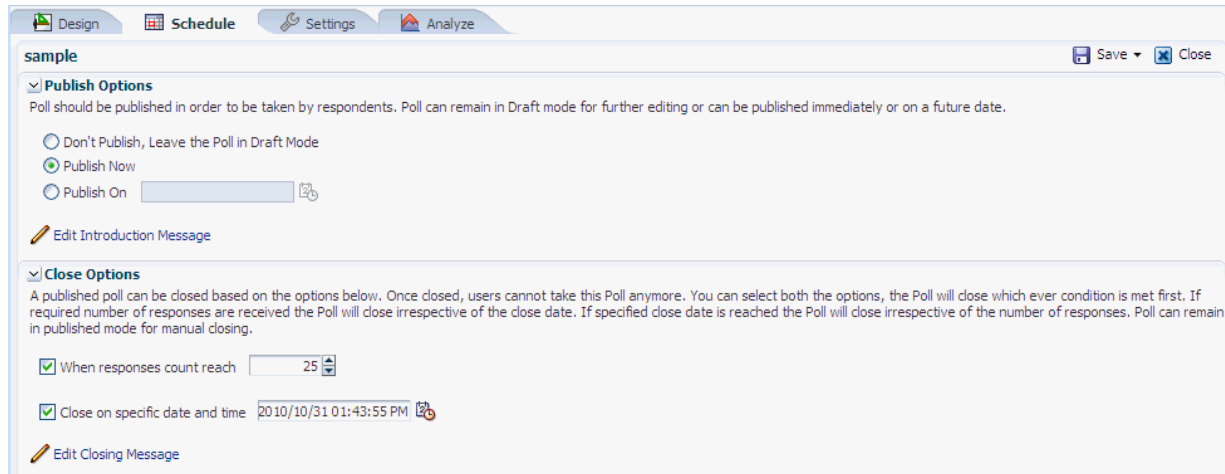 Design Schedule Settings Analyze
sample Save Close
Publish Options
Poll should be published in order to be taken by respondents. Poll can remain in Draft mode for further editing or can be published immediately or on a future date.
Don't Publish, Leave the Poll in Draft Mode
Publish Now
Publish On
Edit Introduction Message
Close Options
A published poll can be closed based on the options below. Once closed, users cannot take this Poll anymore. You can select both the options, the Poll will close which ever condition is met first. If
required number of responses are received the Poll will close irrespective of the close date. If specified close date is reached the Poll will close irrespective of the number of responses. Poll can remain
in published mode for manual closing.
When responses count reach 25
Close on specific date and time 2010/10/31 01:43:55 PM
Edit Closing Message